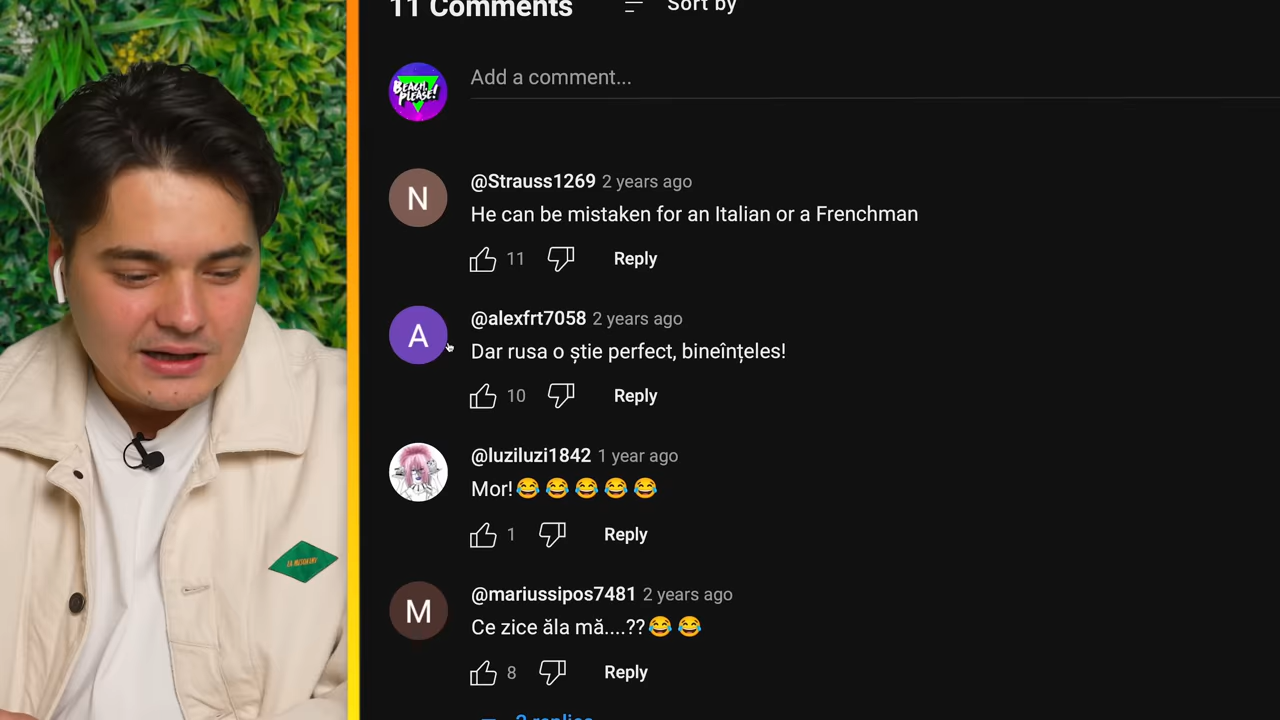 11 Comments
Sort by
BEACH,
PLEASE!
Add a comment...
N
@Strauss1269 2 years ago
He can be mistaken for an Italian or a Frenchman
11
Reply
A
@alexfrt7058 2 years ago
Dar rusa o știe perfect, bineînțeles!
10
Reply
@luziluzi1842 1 year ago
Mor!😂😂😂😂😂
1
Reply
M
@mariussipos7481 2 years ago
Ce zice ăla mă....??😂😂
8
Reply